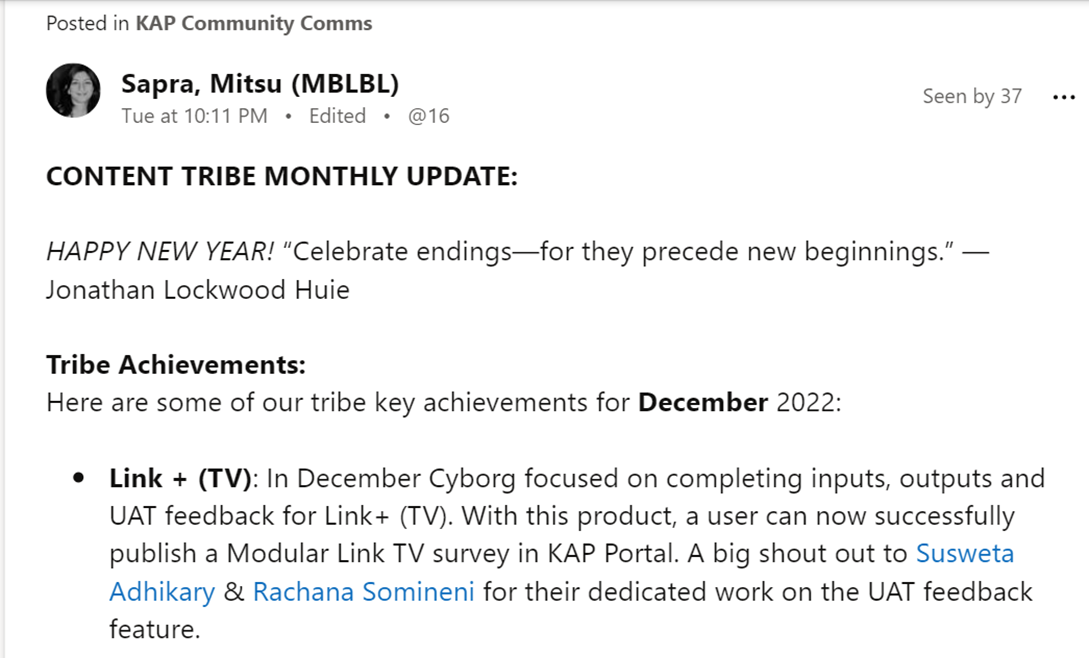 Posted in KAP Community Comms
Sapra, Mitsu (MBLBL)
Tue at 10:11 PM • Edited • @16
Seen by 37
CONTENT TRIBE MONTHLY UPDATE:
HAPPY NEW YEAR! “Celebrate endings—for they precede new beginnings.” —
Jonathan Lockwood Huie
Tribe Achievements:
Here are some of our tribe key achievements for December 2022:
• Link + (TV): In December Cyborg focused on completing inputs, outputs and
UAT feedback for Link+ (TV). With this product, a user can now successfully
publish a Modular Link TV survey in KAP Portal. A big shout out to Susweta
Adhikary & Rachana Somineni for their dedicated work on the UAT feedback
feature.